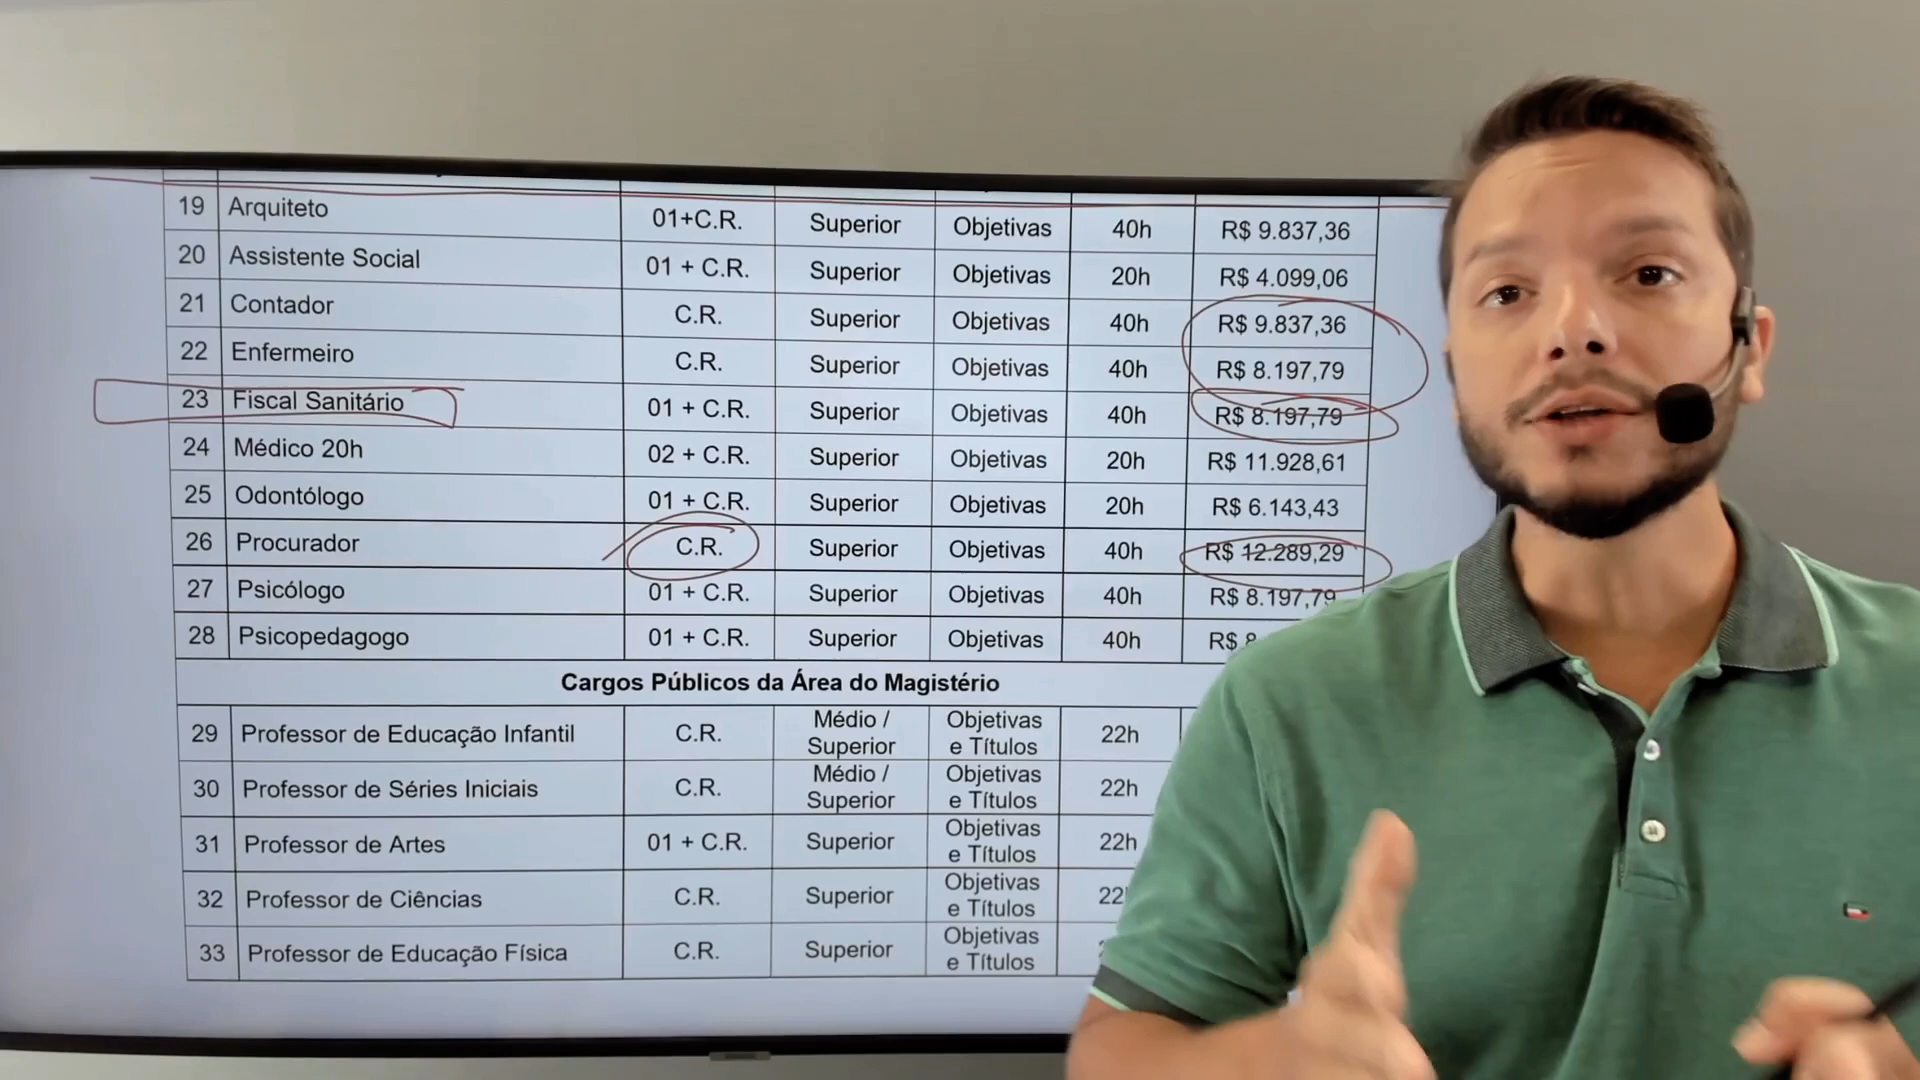 19 Arquiteto 01+C.R. Superior Objetivas 40h R$ 9.837,36
20 Assistente Social 01 + C.R. Superior Objetivas 20h R$ 4.099,06
21 Contador C.R. Superior Objetivas 40h R$ 9.837,36
22 Enfermeiro C.R. Superior Objetivas 40h R$ 8.197,79
23 Fiscal Sanitário 01 + C.R. Superior Objetivas 40h R$ 8.197,79
24 Médico 20h 02 + C.R. Superior Objetivas 20h R$ 11.928,61
25 Odontólogo 01 + C.R. Superior Objetivas 20h R$ 6.143,43
26 Procurador C.R. Superior Objetivas 40h R$ 12.289,29
27 Psicólogo 01 + C.R. Superior Objetivas 40h R$ 8.197,79
28 Psicopedagogo 01 + C.R. Superior Objetivas 40h R$ 8
Cargos Públicos da Área do Magistério
29 Professor de Educação Infantil C.R. Médio / Superior Objetivas e Títulos 22h
30 Professor de Séries Iniciais C.R. Médio / Superior Objetivas e Títulos 22h
31 Professor de Artes 01 + C.R. Superior Objetivas e Títulos 22h
32 Professor de Ciências C.R. Superior Objetivas e Títulos 22
33 Professor de Educação Física C.R. Superior Objetivas e Títulos